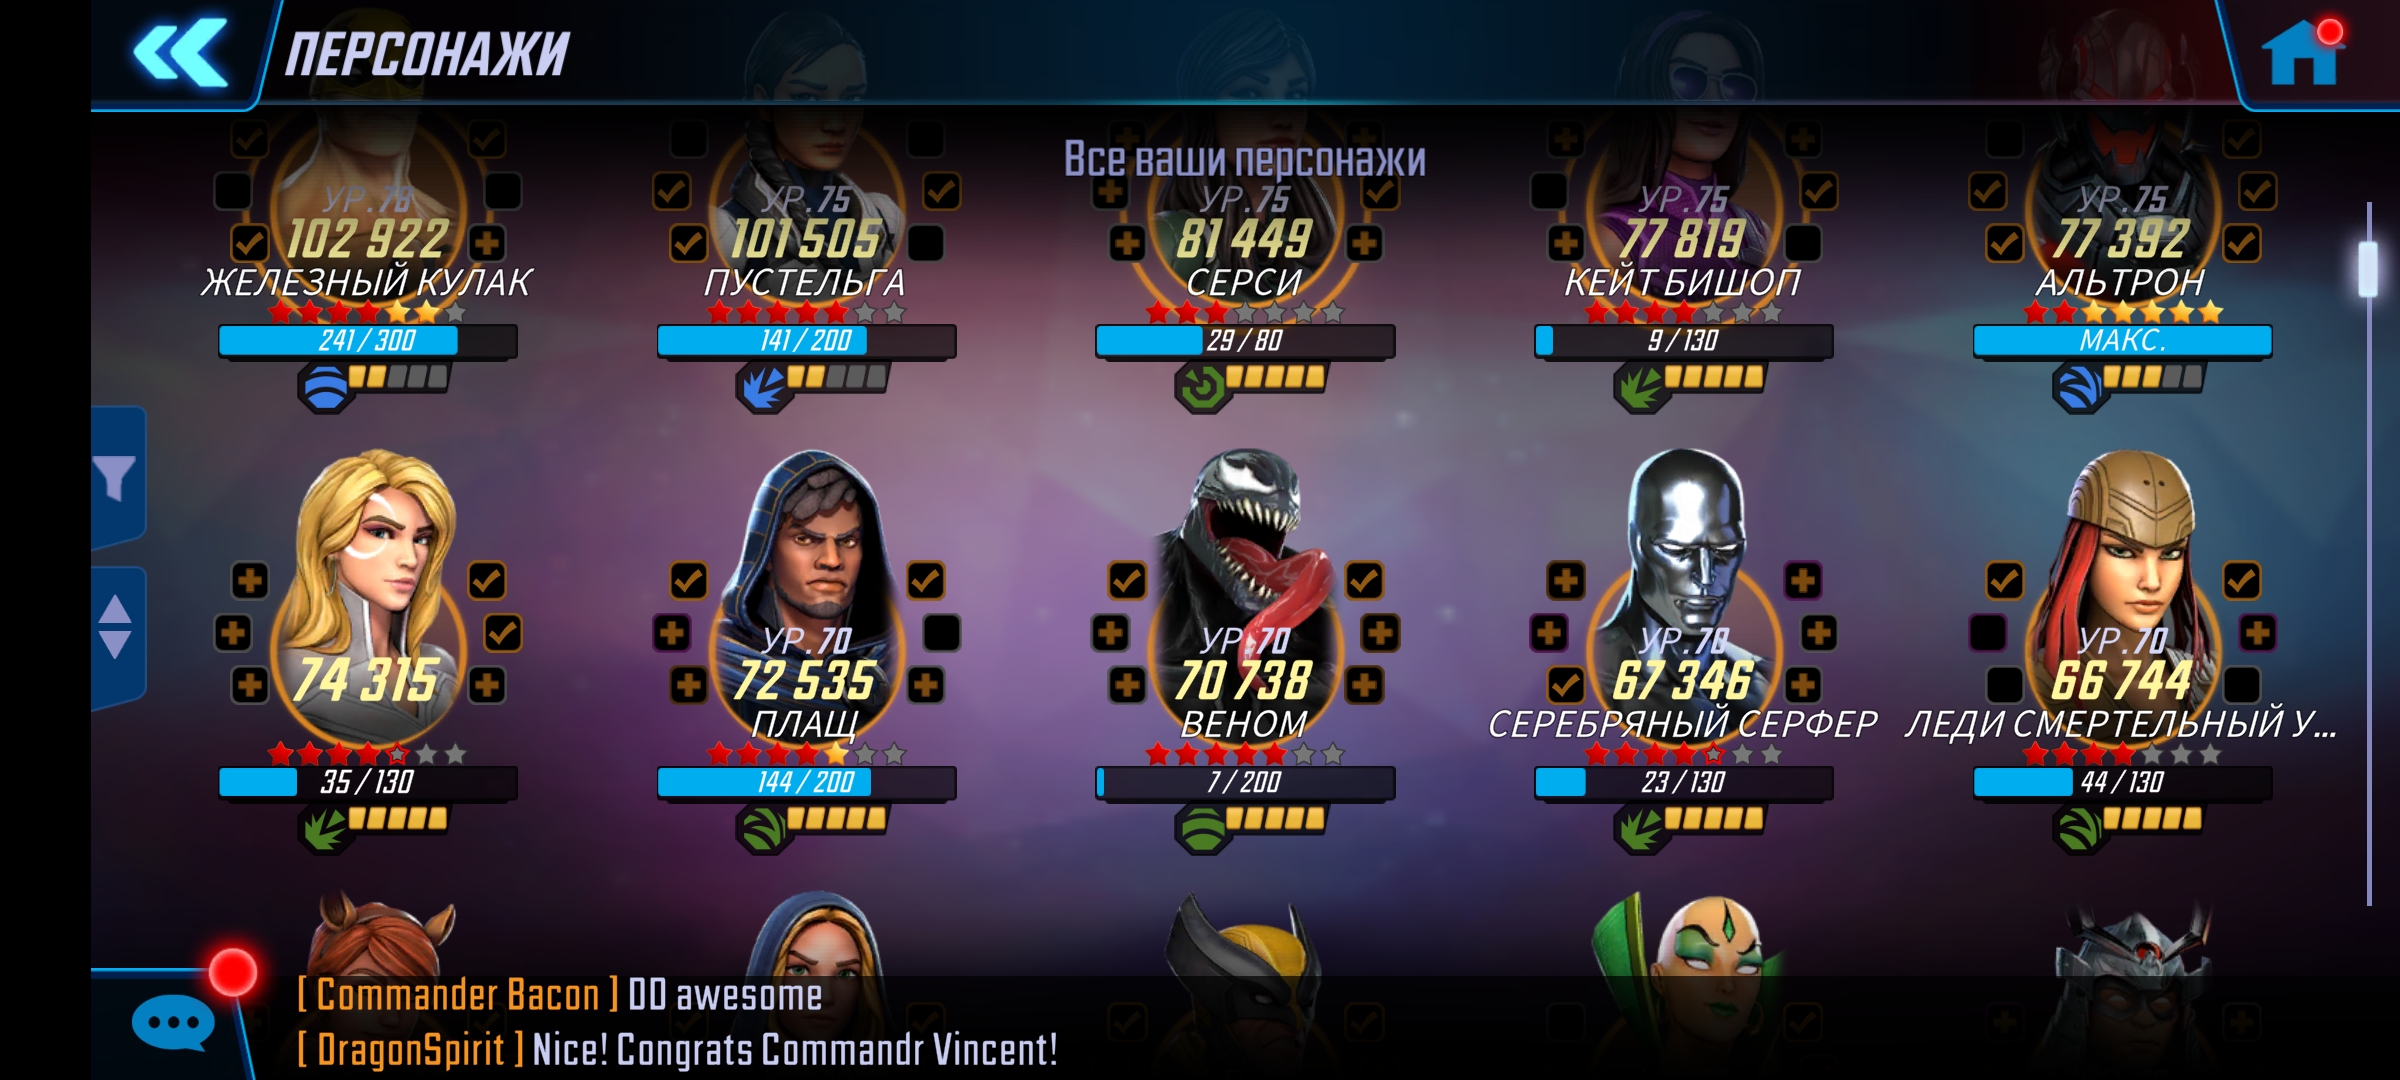 ПЕРСОНАЖИ
Все ваши персонажи
УР.78 УР.75 УР.75 УР.75 УР.75
102 922 101 505 81 449 77 819 77 392
ЖЕЛЕЗНЫЙ КУЛАК ПУСТЕЛЬГА СЕРСИ КЕЙТ БИШОП АЛЬТРОН
241 / 300 141 / 200 29 / 80 9 / 130 МАКС.
УР.70 УР.70 УР.78 УР.70
74 315 72 535 70 738 67 346 66 744
ПЛАЩ ВЕНОМ СЕРЕБРЯНЫЙ СЕРФЕР ЛЕДИ СМЕРТЕЛЬНЫЙ У...
35 / 130 144 / 200 7 / 200 23 / 130 44 / 130
[ Commander Bacon ] DD awesome
[ DragonSpirit ] Nice! Congrats Commandr Vincent!